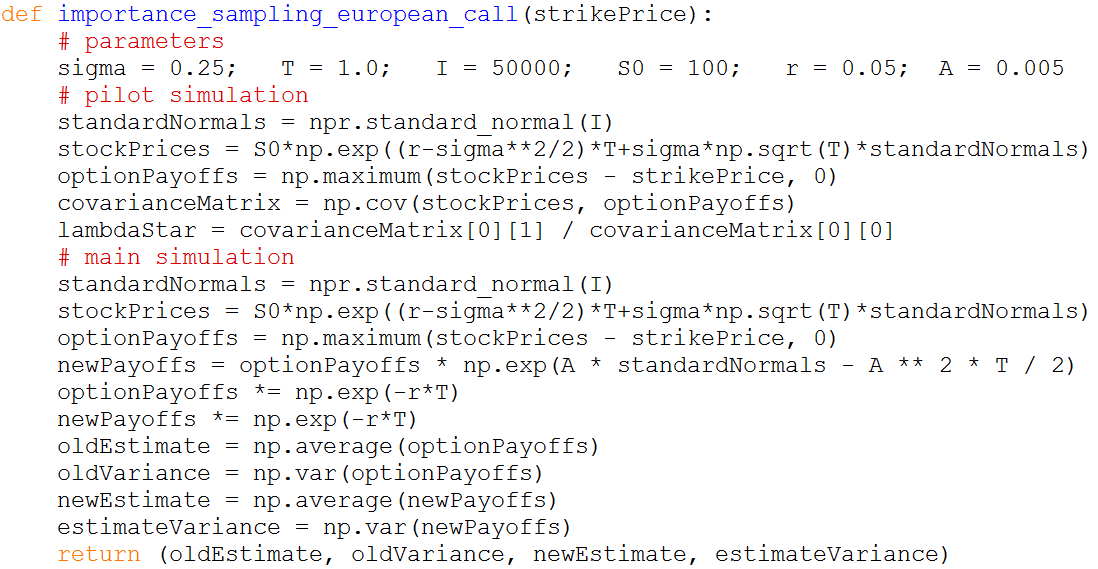 def importance_sampling_european_call(strikePrice):
    # parameters
    sigma = 0.25;   T = 1.0;   I = 50000;   S0 = 100;   r = 0.05;  A = 0.005
    # pilot simulation
    standardNormals = npr.standard_normal(I)
    stockPrices = S0*np.exp((r-sigma**2/2)*T+sigma*np.sqrt(T)*standardNormals)
    optionPayoffs = np.maximum(stockPrices - strikePrice, 0)
    covarianceMatrix = np.cov(stockPrices, optionPayoffs)
    lambdaStar = covarianceMatrix[0][1] / covarianceMatrix[0][0]
    # main simulation
    standardNormals = npr.standard_normal(I)
    stockPrices = S0*np.exp((r-sigma**2/2)*T+sigma*np.sqrt(T)*standardNormals)
    optionPayoffs = np.maximum(stockPrices - strikePrice, 0)
    newPayoffs = optionPayoffs * np.exp(A * standardNormals - A ** 2 * T / 2)
    optionPayoffs *= np.exp(-r*T)
    newPayoffs *= np.exp(-r*T)
    oldEstimate = np.average(optionPayoffs)
    oldVariance = np.var(optionPayoffs)
    newEstimate = np.average(newPayoffs)
    estimateVariance = np.var(newPayoffs)
    return (oldEstimate, oldVariance, newEstimate, estimateVariance)